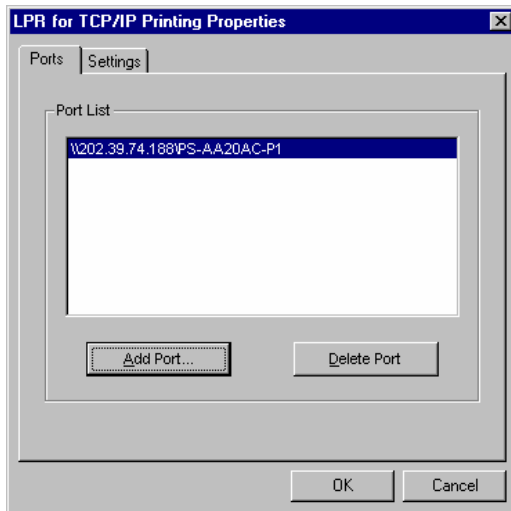 LPR for TCP/IP Printing Properties
Ports
Settings
Port List
\\202.39.74.188\PS-AA20AC-P1
Add Port...
Delete Port
OK
Cancel